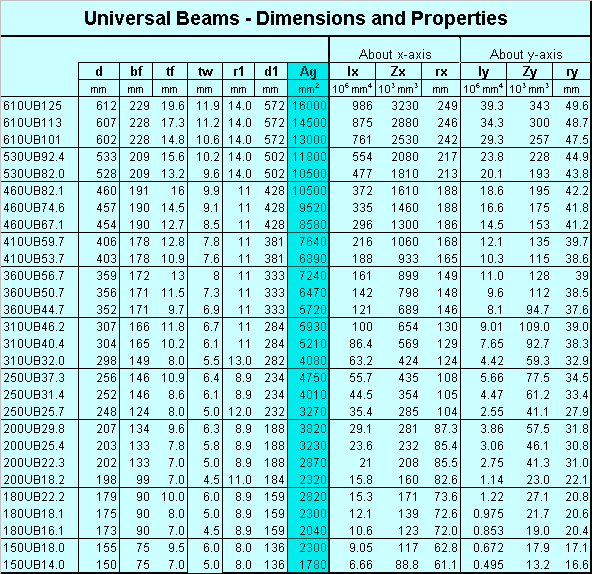 Universal Beams - Dimensions and Properties
About x-axis About y-axis
d bf tf tw r1 d1 Ag Ix Zx rx Iy Zy ry
mm mm mm mm mm mm mm² 10⁶ mm⁴ 10³ mm³ mm 10⁶ mm⁴ 10³ mm³ mm
610UB125 612 229 19.6 11.9 14.0 572 16000 986 3230 249 39.3 343 49.6
610UB113 607 228 17.3 11.2 14.0 572 14500 875 2880 246 34.3 300 48.7
610UB101 602 228 14.8 10.6 14.0 572 13000 761 2530 242 29.3 257 47.5
530UB92.4 533 209 15.6 10.2 14.0 502 11800 554 2080 217 23.8 228 44.9
530UB82.0 528 209 13.2 9.6 14.0 502 10500 477 1810 213 20.1 193 43.8
460UB82.1 460 191 16 9.9 11 428 10500 372 1610 188 18.6 195 42.2
460UB74.6 457 190 14.5 9.1 11 428 9520 335 1460 188 16.6 175 41.8
460UB67.1 454 190 12.7 8.5 11 428 8580 296 1300 186 14.5 153 41.2
410UB59.7 406 178 12.8 7.8 11 381 7640 216 1060 168 12.1 135 39.7
410UB53.7 403 178 10.9 7.6 11 381 6890 188 933 165 10.3 115 38.6
360UB56.7 359 172 13 8 11 333 7240 161 899 149 11.0 128 39
360UB50.7 356 171 11.5 7.3 11 333 6470 142 798 148 9.6 112 38.5
360UB44.7 352 171 9.7 6.9 11 333 5720 121 689 146 8.1 94.7 37.6
310UB46.2 307 166 11.8 6.7 11 284 5930 100 654 130 9.01 109.0 39.0
310UB40.4 304 165 10.2 6.1 11 284 5210 86.4 569 129 7.65 92.7 38.3
310UB32.0 298 149 8.0 5.5 13.0 282 4080 63.2 424 124 4.42 59.3 32.9
250UB37.3 256 146 10.9 6.4 8.9 234 4750 55.7 435 108 5.66 77.5 34.5
250UB31.4 252 146 8.6 6.1 8.9 234 4010 44.5 354 105 4.47 61.2 33.4
250UB25.7 248 124 8.0 5.0 12.0 232 3270 35.4 285 104 2.55 41.1 27.9
200UB29.8 207 134 9.6 6.3 8.9 188 3820 29.1 281 87.3 3.86 57.5 31.8
200UB25.4 203 133 7.8 5.8 8.9 188 3230 23.6 232 85.4 3.06 46.1 30.8
200UB22.3 202 133 7.0 5.0 8.9 188 2870 21 208 85.5 2.75 41.3 31.0
200UB18.2 198 99 7.0 4.5 11.0 184 2320 15.8 160 82.6 1.14 23.0 22.1
180UB22.2 179 90 10.0 6.0 8.9 159 2820 15.3 171 73.6 1.22 27.1 20.8
180UB18.1 175 90 8.0 5.0 8.9 159 2300 12.1 139 72.6 0.975 21.7 20.6
180UB16.1 173 90 7.0 4.5 8.9 159 2040 10.6 123 72.0 0.853 19.0 20.4
150UB18.0 155 75 9.5 6.0 8.0 136 2300 9.05 117 62.8 0.672 17.9 17.1
150UB14.0 150 75 7.0 5.0 8.0 136 1780 6.66 88.8 61.1 0.495 13.2 16.6